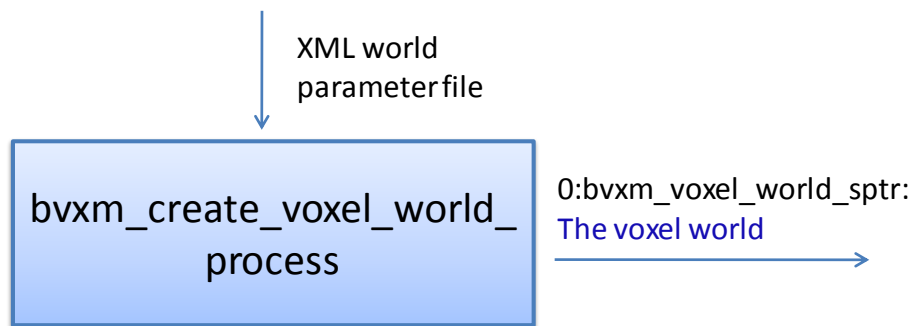 XML world
parameter file
bvxm_create_voxel_world_
process
0:bvxm_voxel_world_sptr:
The voxel world